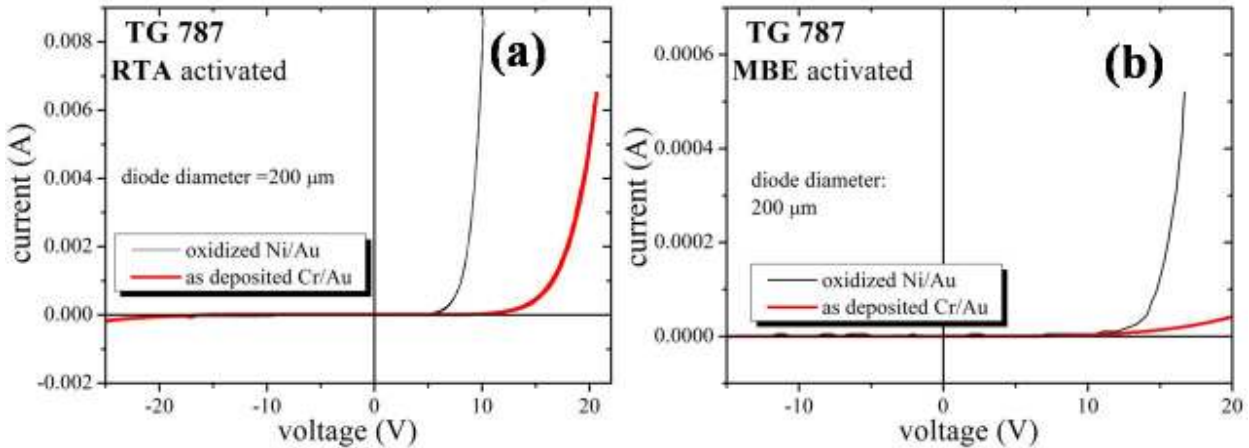 TG 787
RTA activated
(a)
diode diameter =200 μm
oxidized Ni/Au
as deposited Cr/Au
current (A)
0.008
0.006
0.004
0.002
0.000
-0.002
-20
-10
0
10
20
voltage (V)
TG 787
MBE activated
(b)
diode diameter:
200 μm
oxidized Ni/Au
as deposited Cr/Au
current (A)
0.0006
0.0004
0.0002
0.0000
-10
0
10
20
voltage (V)